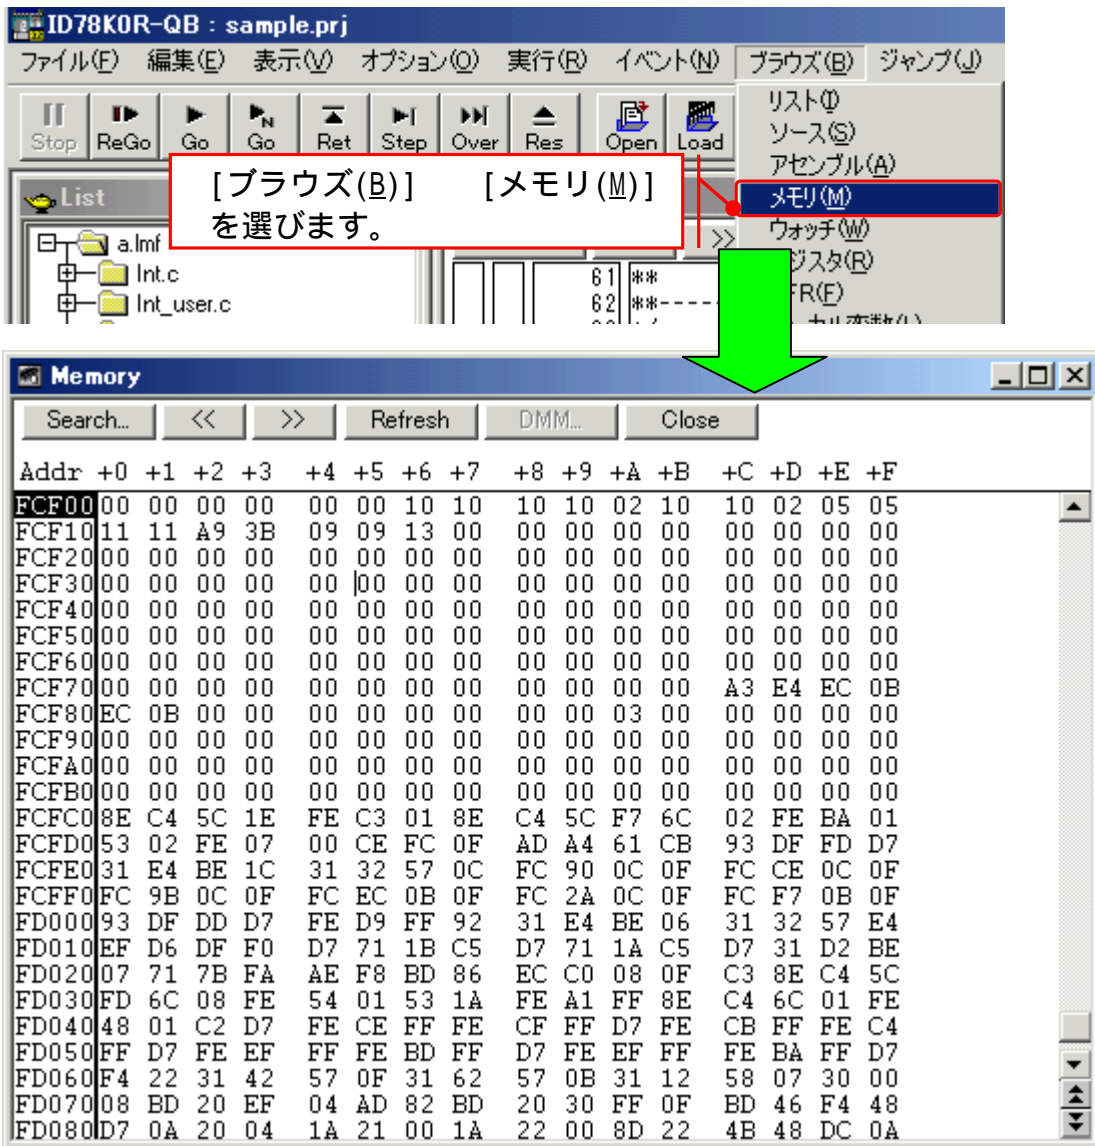 ID78K0R-QB : sample.prj
ファイル(F) 編集(E) 表示(V) オプション(O) 実行(R) イベント(N) ブラウズ(B) ジャンプ(J)
Stop ReGo Go Go Ret Step Over Res Open Load
リスト(I)
ソース(S)
アセンブル(A)
メモリ(M)
ウォッチ(W)
ジスタ(R)
FR(F)
[ブラウズ(B)] [メモリ(M)]
を選びます。
List
a.lmf
Int.c
Int_user.c
>>
61 **
62 **-----
Memory
Search... << >> Refresh DMM... Close
Addr +0 +1 +2 +3 +4 +5 +6 +7 +8 +9 +A +B +C +D +E +F
FCF00 00 00 00 00 00 00 10 10 10 10 02 10 10 02 05 05
FCF10 11 11 A9 3B 09 09 13 00 00 00 00 00 00 00 00 00
FCF20 00 00 00 00 00 00 00 00 00 00 00 00 00 00 00 00
FCF30 00 00 00 00 00 00 00 00 00 00 00 00 00 00 00 00
FCF40 00 00 00 00 00 00 00 00 00 00 00 00 00 00 00 00
FCF50 00 00 00 00 00 00 00 00 00 00 00 00 00 00 00 00
FCF60 00 00 00 00 00 00 00 00 00 00 00 00 00 00 00 00
FCF70 00 00 00 00 00 00 00 00 00 00 00 00 A3 E4 EC 0B
FCF80 EC 0B 00 00 00 00 00 00 00 00 03 00 00 00 00 00
FCF90 00 00 00 00 00 00 00 00 00 00 00 00 00 00 00 00
FCFA0 00 00 00 00 00 00 00 00 00 00 00 00 00 00 00 00
FCFB0 00 00 00 00 00 00 00 00 00 00 00 00 00 00 00 00
FCFC0 8E C4 5C 1E FE C3 01 8E C4 5C F7 6C 02 FE BA 01
FCFD0 53 02 FE 07 00 CE FC 0F AD A4 61 CB 93 DF FD D7
FCFE0 31 E4 BE 1C 31 32 57 0C FC 90 0C 0F FC CE 0C 0F
FCFF0 FC 9B 0C 0F FC EC 0B 0F FC 2A 0C 0F FC F7 0B 0F
FD000 93 DF DD D7 FE D9 FF 92 31 E4 BE 06 31 32 57 E4
FD010 EF D6 DF F0 D7 71 1B C5 D7 71 1A C5 D7 31 D2 BE
FD020 07 71 7B FA AE F8 BD 86 EC C0 08 0F C3 8E C4 5C
FD030 FD 6C 08 FE 54 01 53 1A FE A1 FF 8E C4 6C 01 FE
FD040 48 01 C2 D7 FE CE FF FE CF FF D7 FE CB FF FE C4
FD050 FF D7 FE EF FF FE BD FF D7 FE EF FF FE BA FF D7
FD060 F4 22 31 42 57 0F 31 62 57 0B 31 12 58 07 30 00
FD070 08 BD 20 EF 04 AD 82 BD 20 30 FF 0F BD 46 F4 48
FD080 D7 0A 20 04 1A 21 00 1A 22 00 8D 22 4B 48 DC 0A